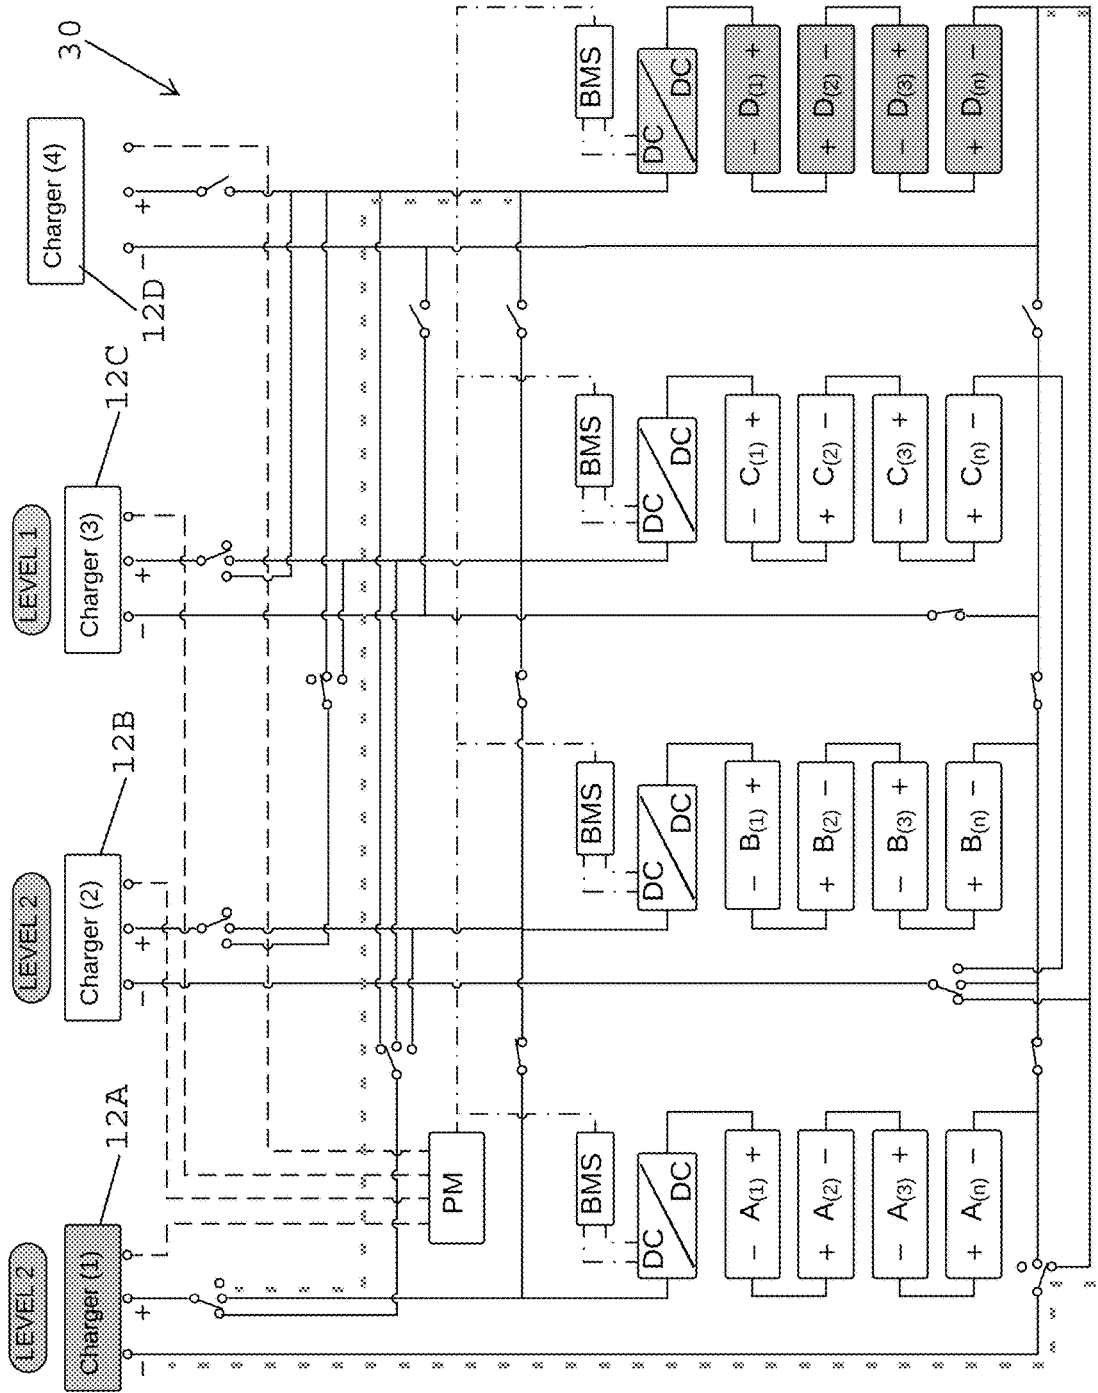 30
LEVEL 2
LEVEL 2
LEVEL 1
12A
12B
12C
12D
Charger (1)
Charger (2)
Charger (3)
Charger (4)
− +
− +
− +
− +
PM
BMS
BMS
BMS
BMS
DC DC
DC DC
DC DC
DC DC
− A(1) +
− B(1) +
− C(1) +
− D(1) +
+ A(2) −
+ B(2) −
+ C(2) −
+ D(2) −
− A(3) +
− B(3) +
− C(3) +
− D(3) +
+ A(n) −
+ B(n) −
+ C(n) −
+ D(n) −